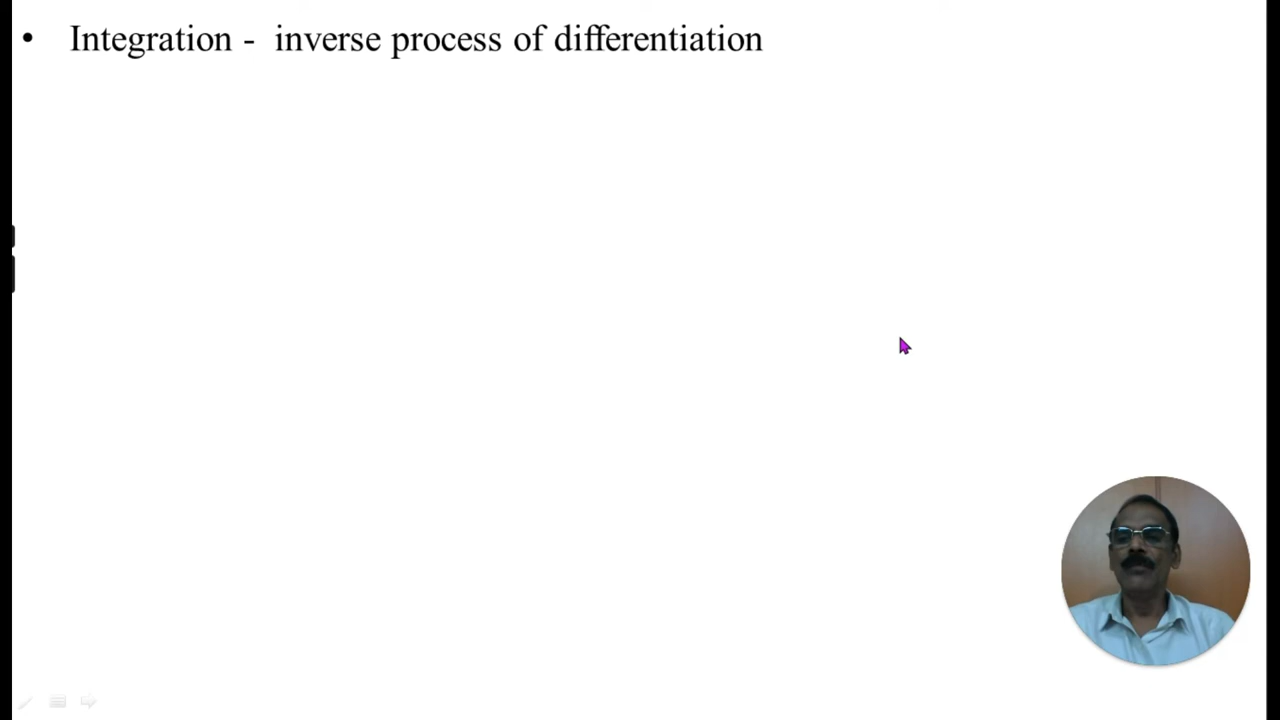 • Integration - inverse process of differentiation